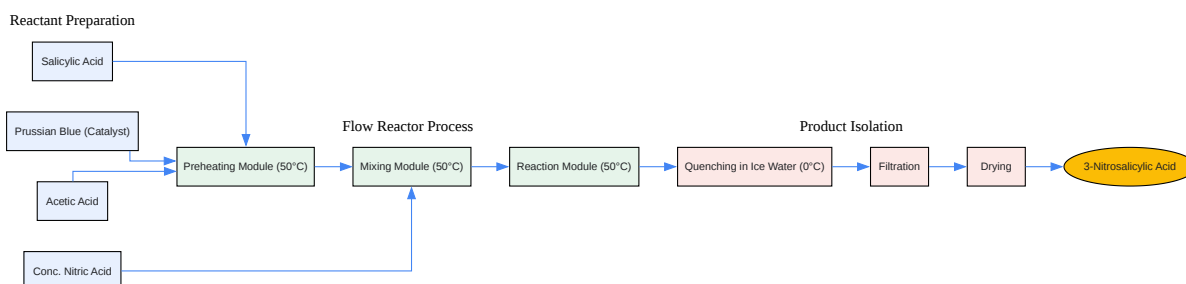 Reactant Preparation
Salicylic Acid
Prussian Blue (Catalyst)
Acetic Acid
Conc. Nitric Acid
Flow Reactor Process
Preheating Module (50°C)
Mixing Module (50°C)
Reaction Module (50°C)
Product Isolation
Quenching in Ice Water (0°C)
Filtration
Drying
3-Nitrosalicylic Acid